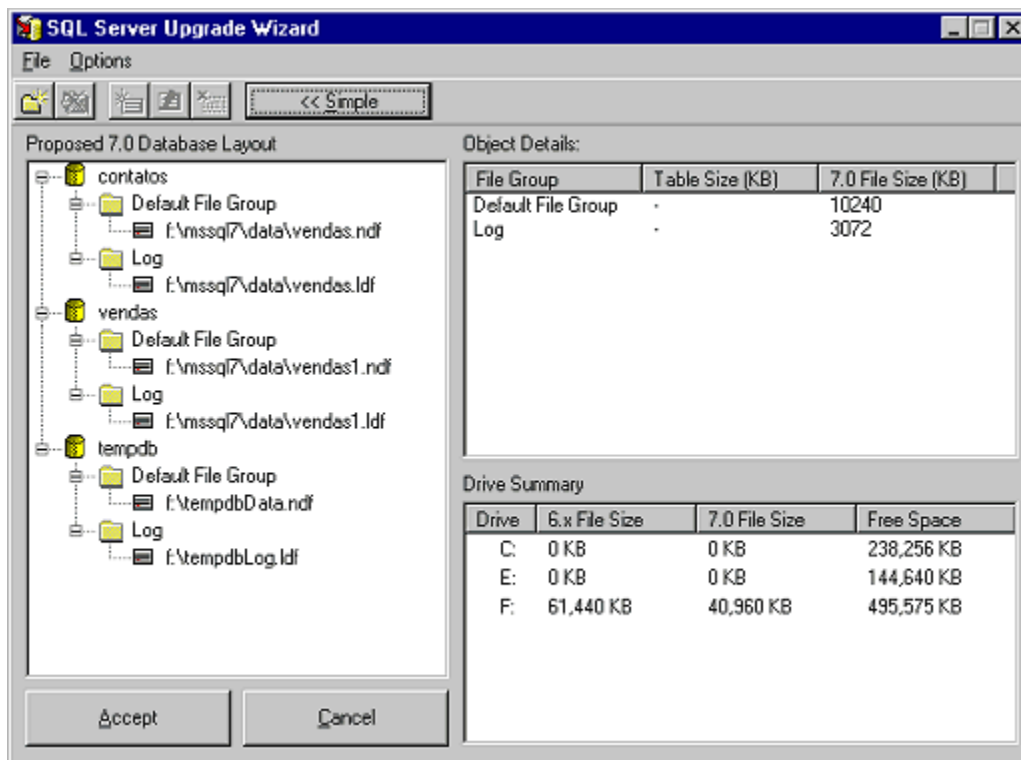 SQL Server Upgrade Wizard
File Options
<< Simple
Proposed 7.0 Database Layout
contatos
Default File Group
f:\mssql7\data\vendas.ndf
Log
f:\mssql7\data\vendas.ldf
vendas
Default File Group
f:\mssql7\data\vendas1.ndf
Log
f:\mssql7\data\vendas1.ldf
tempdb
Default File Group
f:\tempdbData.ndf
Log
f:\tempdbLog.ldf
Accept Cancel
Object Details:
File Group Table Size (KB) 7.0 File Size (KB)
Default File Group - 10240
Log - 3072
Drive Summary
Drive 6.x File Size 7.0 File Size Free Space
C: 0 KB 0 KB 238,256 KB
E: 0 KB 0 KB 144,640 KB
F: 61,440 KB 40,960 KB 495,575 KB